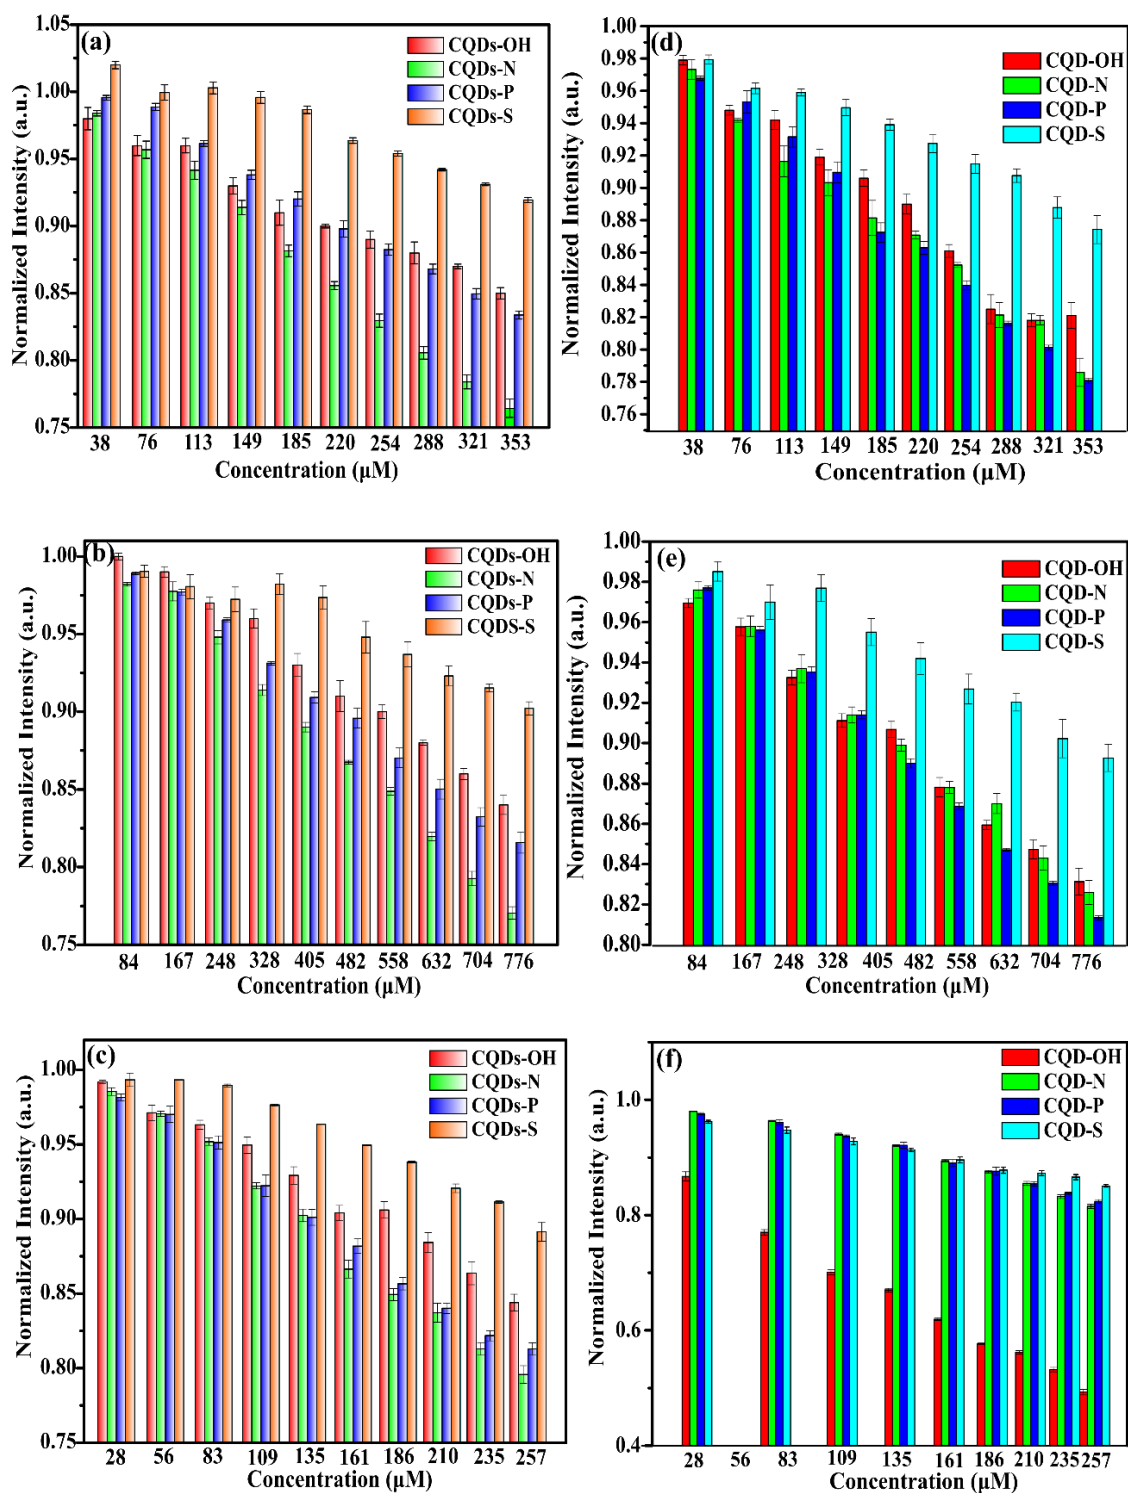 (a)
CQDs-OH
CQDs-N
CQDs-P
CQDs-S
Normalized Intensity (a.u.)
1.05
1.00
0.95
0.90
0.85
0.80
0.75
38 76 113 149 185 220 254 288 321 353
Concentration (µM)
(d)
CQD-OH
CQD-N
CQD-P
CQD-S
Normalized Intensity (a.u.)
1.00
0.98
0.96
0.94
0.92
0.90
0.88
0.86
0.84
0.82
0.80
0.78
0.76
38 76 113 149 185 220 254 288 321 353
Concentration (µM)
(b)
CQDs-OH
CQDs-N
CQDs-P
CQDS-S
Normalized Intensity (a.u.)
1.00
0.95
0.90
0.85
0.80
0.75
84 167 248 328 405 482 558 632 704 776
Concentration (µM)
(e)
CQD-OH
CQD-N
CQD-P
CQD-S
Normalized Intensity (a.u.)
1.00
0.98
0.96
0.94
0.92
0.90
0.88
0.86
0.84
0.82
0.80
84 167 248 328 405 482 558 632 704 776
Concentration (µM)
(c)
CQDs-OH
CQDs-N
CQDs-P
CQDs-S
Normalized Intensity (a.u.)
1.00
0.95
0.90
0.85
0.80
0.75
28 56 83 109 135 161 186 210 235 257
Concentration (µM)
(f)
CQD-OH
CQD-N
CQD-P
CQD-S
Normalized Intensity (a.u.)
1.0
0.8
0.6
0.4
28 56 83 109 135 161 186 210 235 257
Concentration (µM)